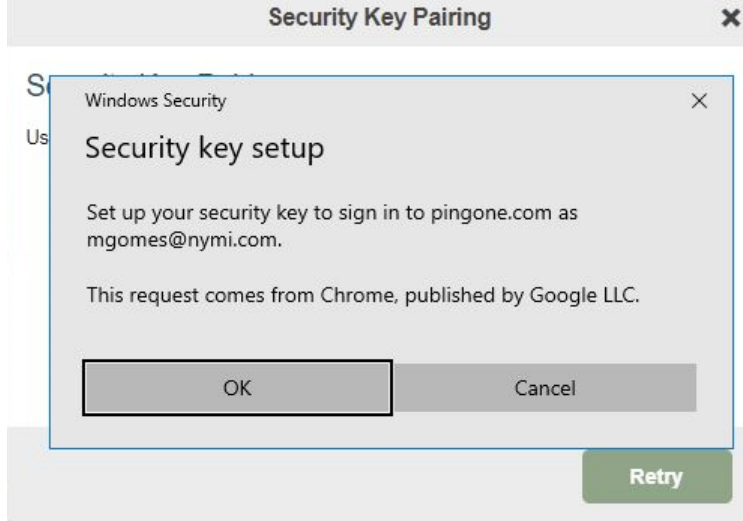 Security Key Pairing
Windows Security
Us
Security key setup
Set up your security key to sign in to pingone.com as
mgomes@nymi.com.
This request comes from Chrome, published by Google LLC.
OK Cancel
Retry